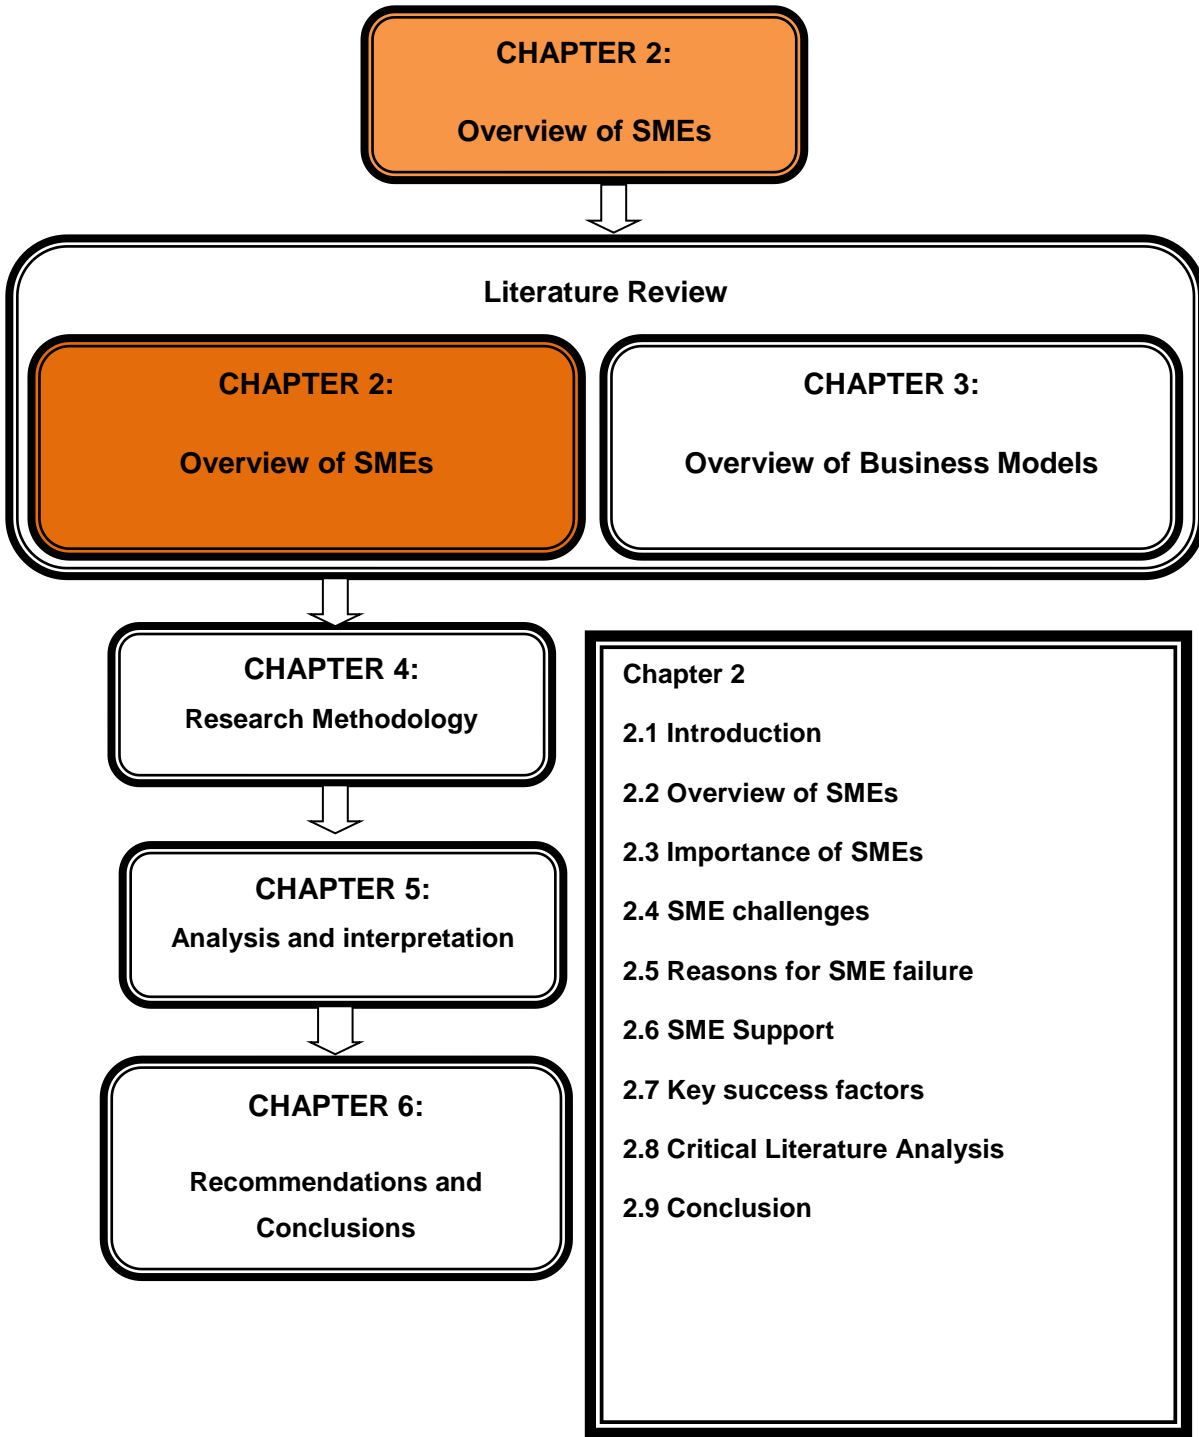 CHAPTER 2:
Overview of SMEs
Literature Review
CHAPTER 2:
Overview of SMEs
CHAPTER 3:
Overview of Business Models
CHAPTER 4:
Research Methodology
CHAPTER 5:
Analysis and interpretation
CHAPTER 6:
Recommendations and
Conclusions
Chapter 2
2.1 Introduction
2.2 Overview of SMEs
2.3 Importance of SMEs
2.4 SME challenges
2.5 Reasons for SME failure
2.6 SME Support
2.7 Key success factors
2.8 Critical Literature Analysis
2.9 Conclusion